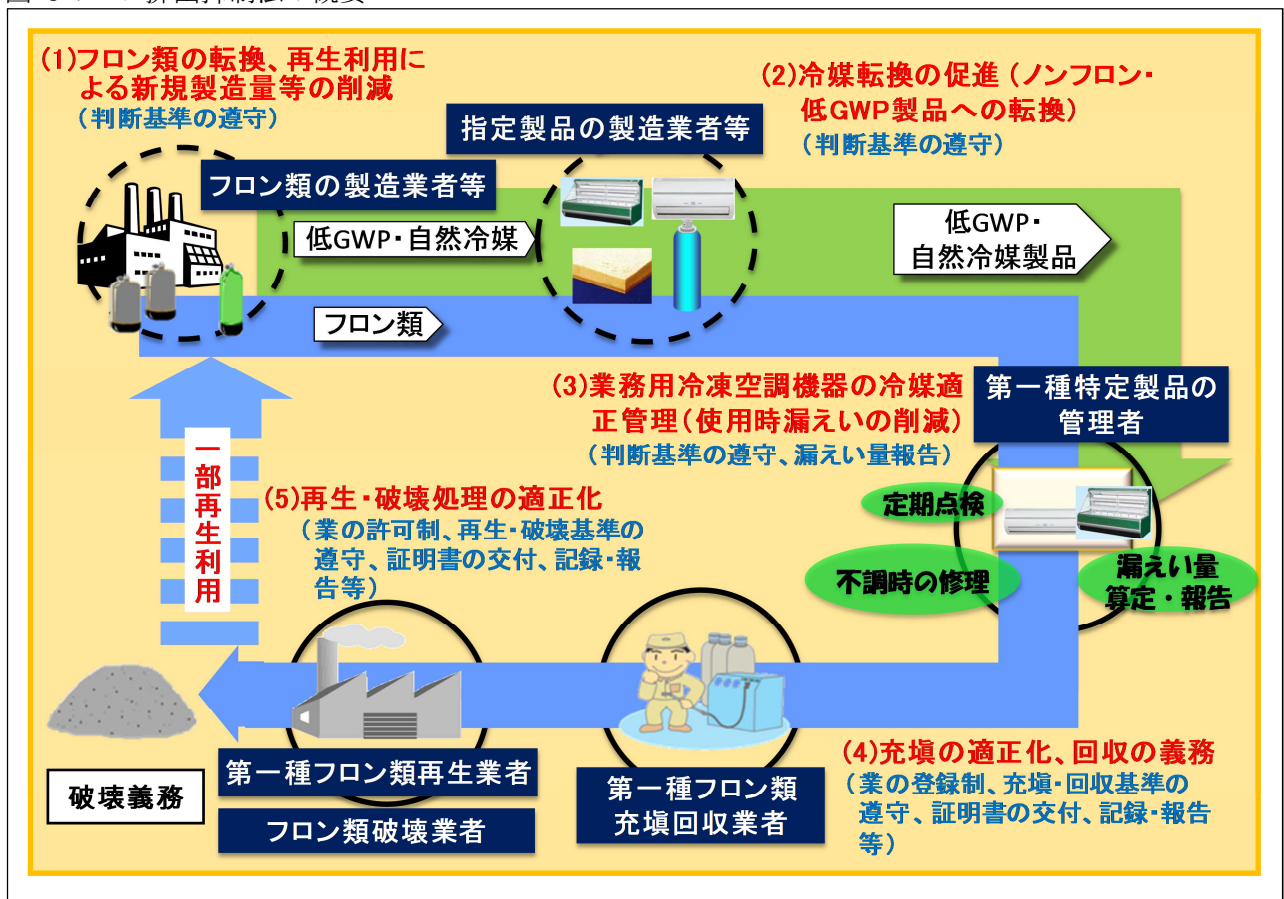 (1)フロン類の転換、再生利用に
よる新規製造量等の削減
(判断基準の遵守)
(2)冷媒転換の促進(ノンフロン・
低GWP製品への転換)
(判断基準の遵守)
指定製品の製造業者等
フロン類の製造業者等
低GWP・自然冷媒
低GWP・
自然冷媒製品
フロン類
(3)業務用冷凍空調機器の冷媒適
正管理(使用時漏えいの削減)
(判断基準の遵守、漏えい量報告)
第一種特定製品の
管理者
定期点検
不調時の修理
漏えい量
算定・報告
一部再生利用
(5)再生・破壊処理の適正化
(業の許可制、再生・破壊基準の
遵守、証明書の交付、記録・報
告等)
破壊義務
第一種フロン類再生業者
フロン類破壊業者
第一種フロン類
充塡回収業者
(4)充塡の適正化、回収の義務
(業の登録制、充塡・回収基準の
遵守、証明書の交付、記録・報告
等)